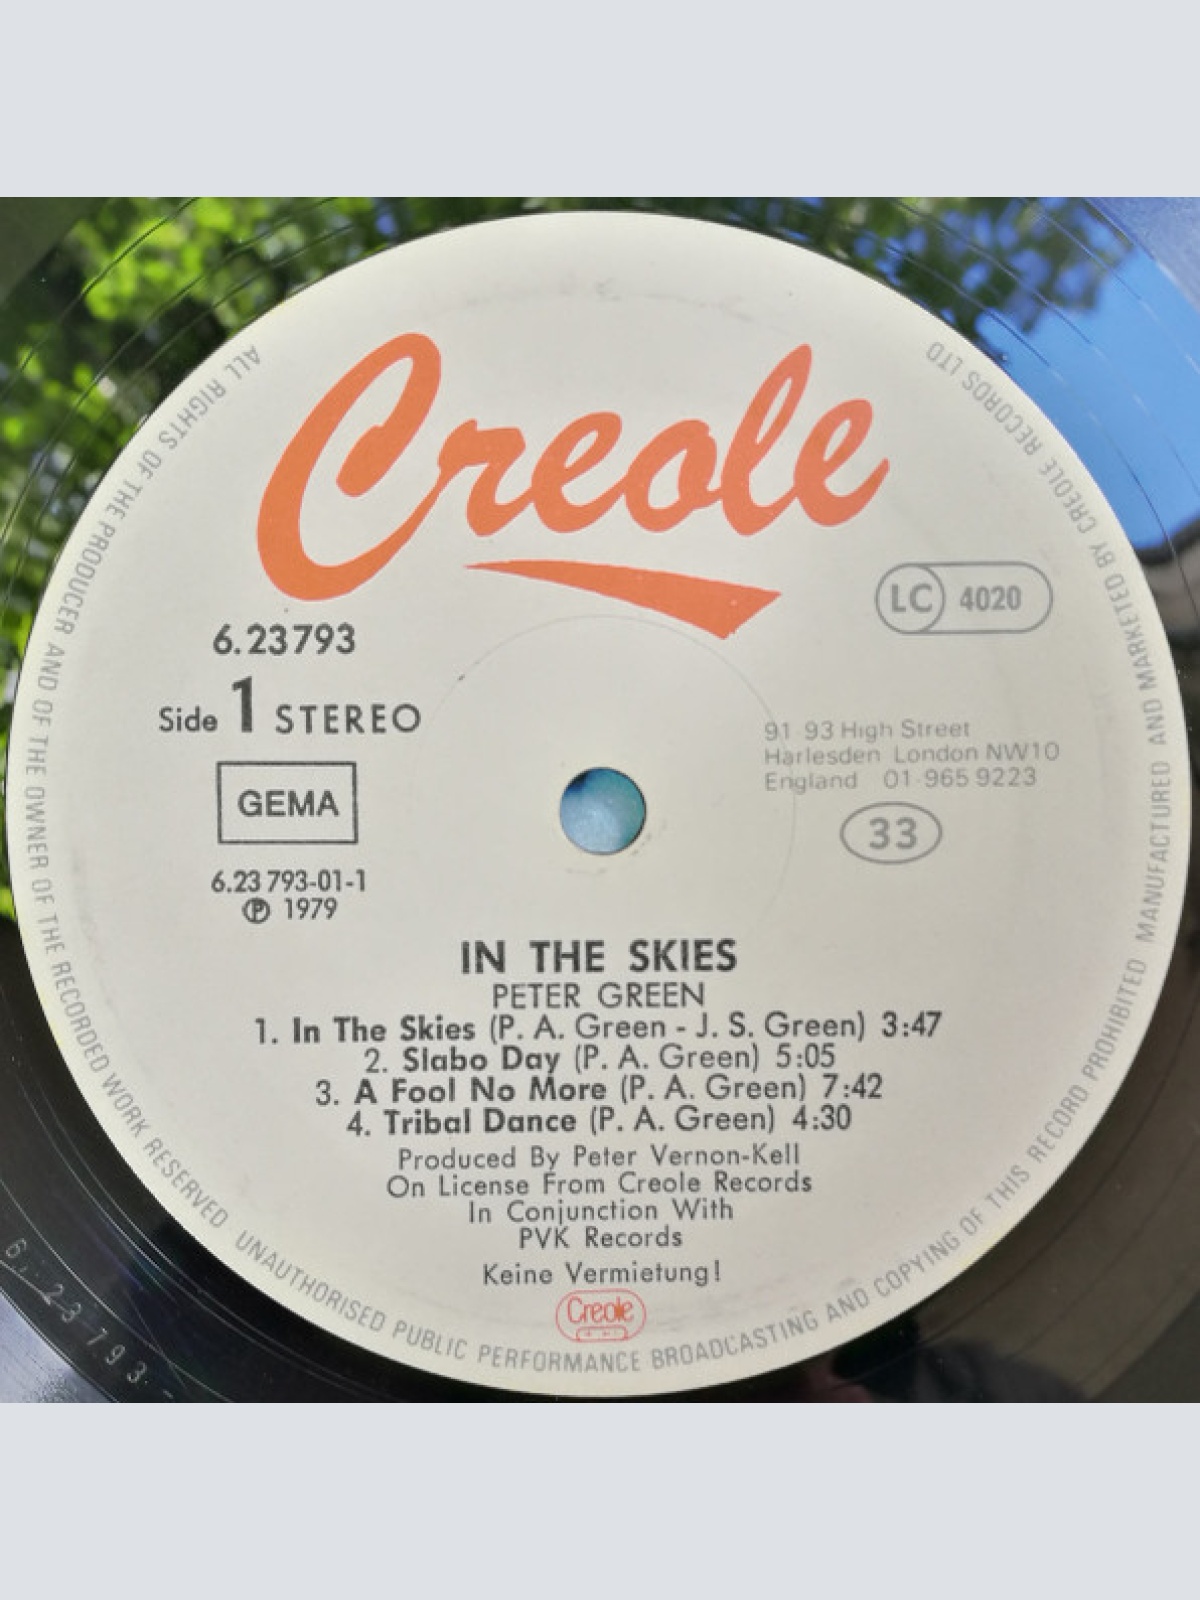 Creole
6.23793
Side 1 STEREO
GEMA
6.23 793-01-1
Ⓟ 1979
LC 4020
91-93 High Street
Harlesden London NW10
England 01-965 9223
33
IN THE SKIES
PETER GREEN
1. In The Skies (P. A. Green - J. S. Green) 3:47
2. Slabo Day (P. A. Green) 5:05
3. A Fool No More (P. A. Green) 7:42
4. Tribal Dance (P. A. Green) 4:30
Produced By Peter Vernon-Kell
On License From Creole Records
In Conjunction With
PVK Records
Keine Vermietung!
Creole
ALL RIGHTS OF THE PRODUCER AND OF THE OWNER OF THE RECORDED WORK RESERVED UNAUTHORISED PUBLIC PERFORMANCE BROADCASTING AND COPYING OF THIS RECORD PROHIBITED MANUFACTURED AND MARKETED BY CREOLE RECORDS LTD
6.23793-